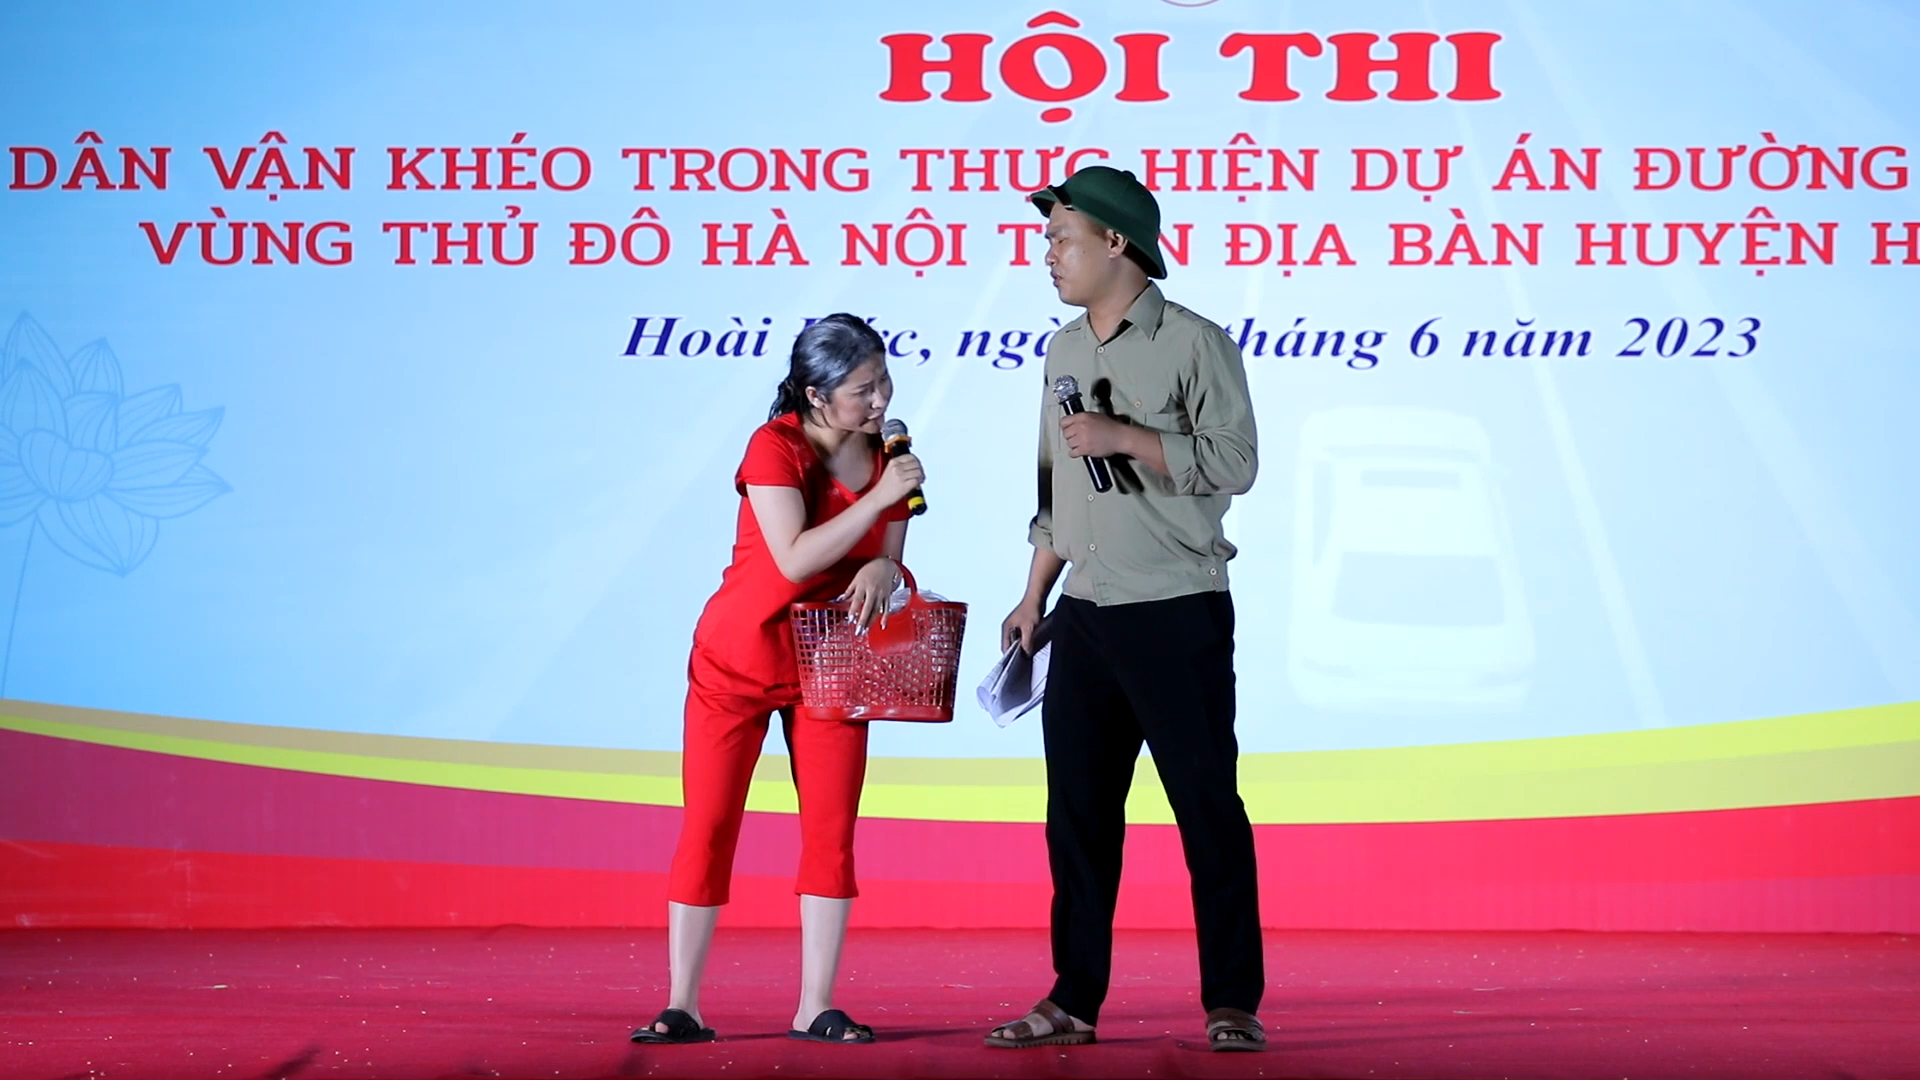 HỘI THI
DÂN VẬN KHÉO TRONG THỰC HIỆN DỰ ÁN ĐƯỜNG
VÙNG THỦ ĐÔ HÀ NỘI ĐỊA BÀN HUYỆN H
Hoài tháng 6 năm 2023